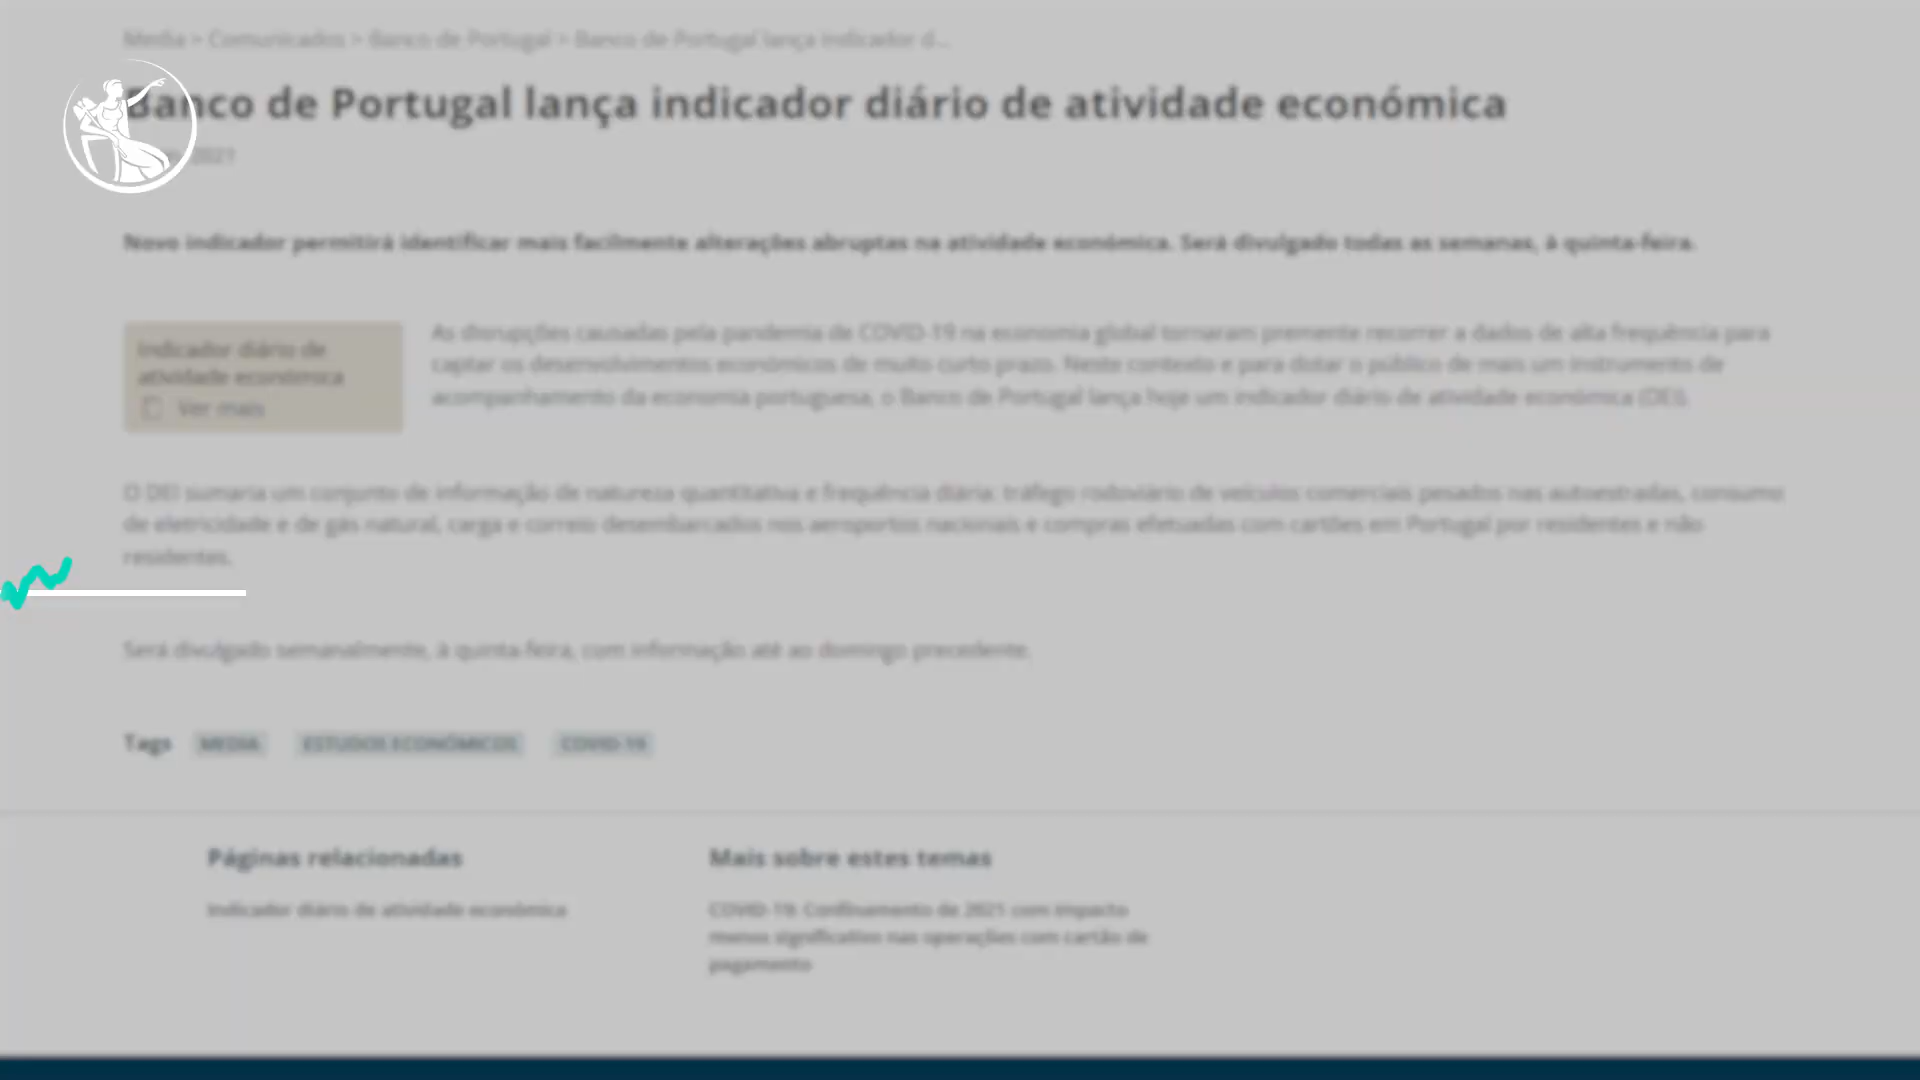 Media > Comunicados > Banco de Portugal > Banco de Portugal lança indicador d...
Banco de Portugal lança indicador diário de atividade económica
2021
Novo indicador permitirá identificar mais facilmente alterações abruptas na atividade económica. Será divulgado todas as semanas, à quinta-feira.
Indicador diário de
atividade económica
Ver mais
As disrupções causadas pela pandemia de COVID-19 na economia global tornaram premente recorrer a dados de alta frequência para
captar os desenvolvimentos económicos de muito curto prazo. Neste contexto e para dotar o público de mais um instrumento de
acompanhamento da economia portuguesa, o Banco de Portugal lança hoje um indicador diário de atividade económica (DEI).
O DEI sumaria um conjunto de informação de natureza quantitativa e frequência diária: tráfego rodoviário de veículos comerciais pesados nas autoestradas, consumo
de eletricidade e de gás natural, carga e correio desembarcados nos aeroportos nacionais e compras efetuadas com cartões em Portugal por residentes e não
residentes.
Será divulgado semanalmente, à quinta-feira, com informação até ao domingo precedente.
Tags MEDIA ESTUDOS ECONÓMICOS COVID-19
Páginas relacionadas
Indicador diário de atividade económica
Mais sobre estes temas
COVID-19: Confinamento de 2021 com impacto
menos significativo nas operações com cartão de
pagamento